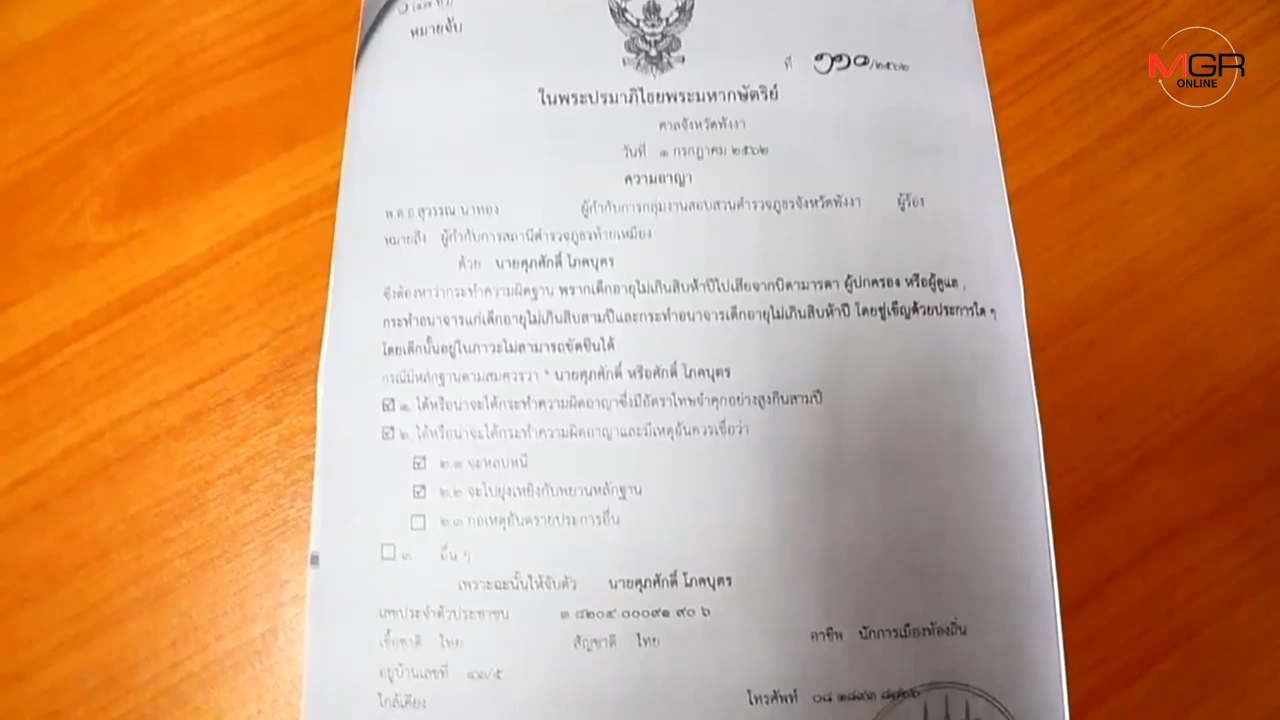 หมายจับ
MGR
ONLINE
ที่ ๑๑๐/๒๕๖๒
ในพระปรมาภิไธยพระมหากษัตริย์
ศาลจังหวัดพังงา
วันที่ ๑ กรกฎาคม ๒๕๖๒
ความอาญา
พ.ต.อ.สุวรรณ นาทอง ผู้กำกับการกลุ่มงานสอบสวนตำรวจภูธรจังหวัดพังงา ผู้ร้อง
หมายถึง ผู้กำกับการสถานีตำรวจภูธรท้ายเหมือง
ด้วย นายศุภศักดิ์ โภคบุตร
ซึ่งต้องหาว่ากระทำความผิดฐาน พรากเด็กอายุไม่เกินสิบห้าปีไปเสียจากบิดามารดา ผู้ปกครอง หรือผู้ดูแล ,
กระทำอนาจารแก่เด็กอายุไม่เกินสิบสามปีและกระทำอนาจารเด็กอายุไม่เกินสิบห้าปี โดยขู่เข็ญด้วยประการใด ๆ
โดยเด็กนั้นอยู่ในภาวะไม่สามารถขัดขืนได้
กรณีมีหลักฐานตามสมควรว่า " นายศุภศักดิ์ หรือศักดิ์ โภคบุตร
๑. ได้หรือน่าจะได้กระทำความผิดอาญาซึ่งมีอัตราโทษจำคุกอย่างสูงเกินสามปี
๒. ได้หรือน่าจะได้กระทำความผิดอาญาและมีเหตุอันควรเชื่อว่า
๒.๑ จะหลบหนี
๒.๒ จะไปยุ่งเหยิงกับพยานหลักฐาน
๒.๓ ก่อเหตุอันตรายประการอื่น
๓. อื่น ๆ
เพราะฉะนั้นให้จับตัว นายศุภศักดิ์ โภคบุตร
เลขประจำตัวประชาชน
เชื้อชาติ ไทย สัญชาติ ไทย อาชีพ นักการเมืองท้องถิ่น
อยู่บ้านเลขที่
ใกล้เคียง โทรศัพท์